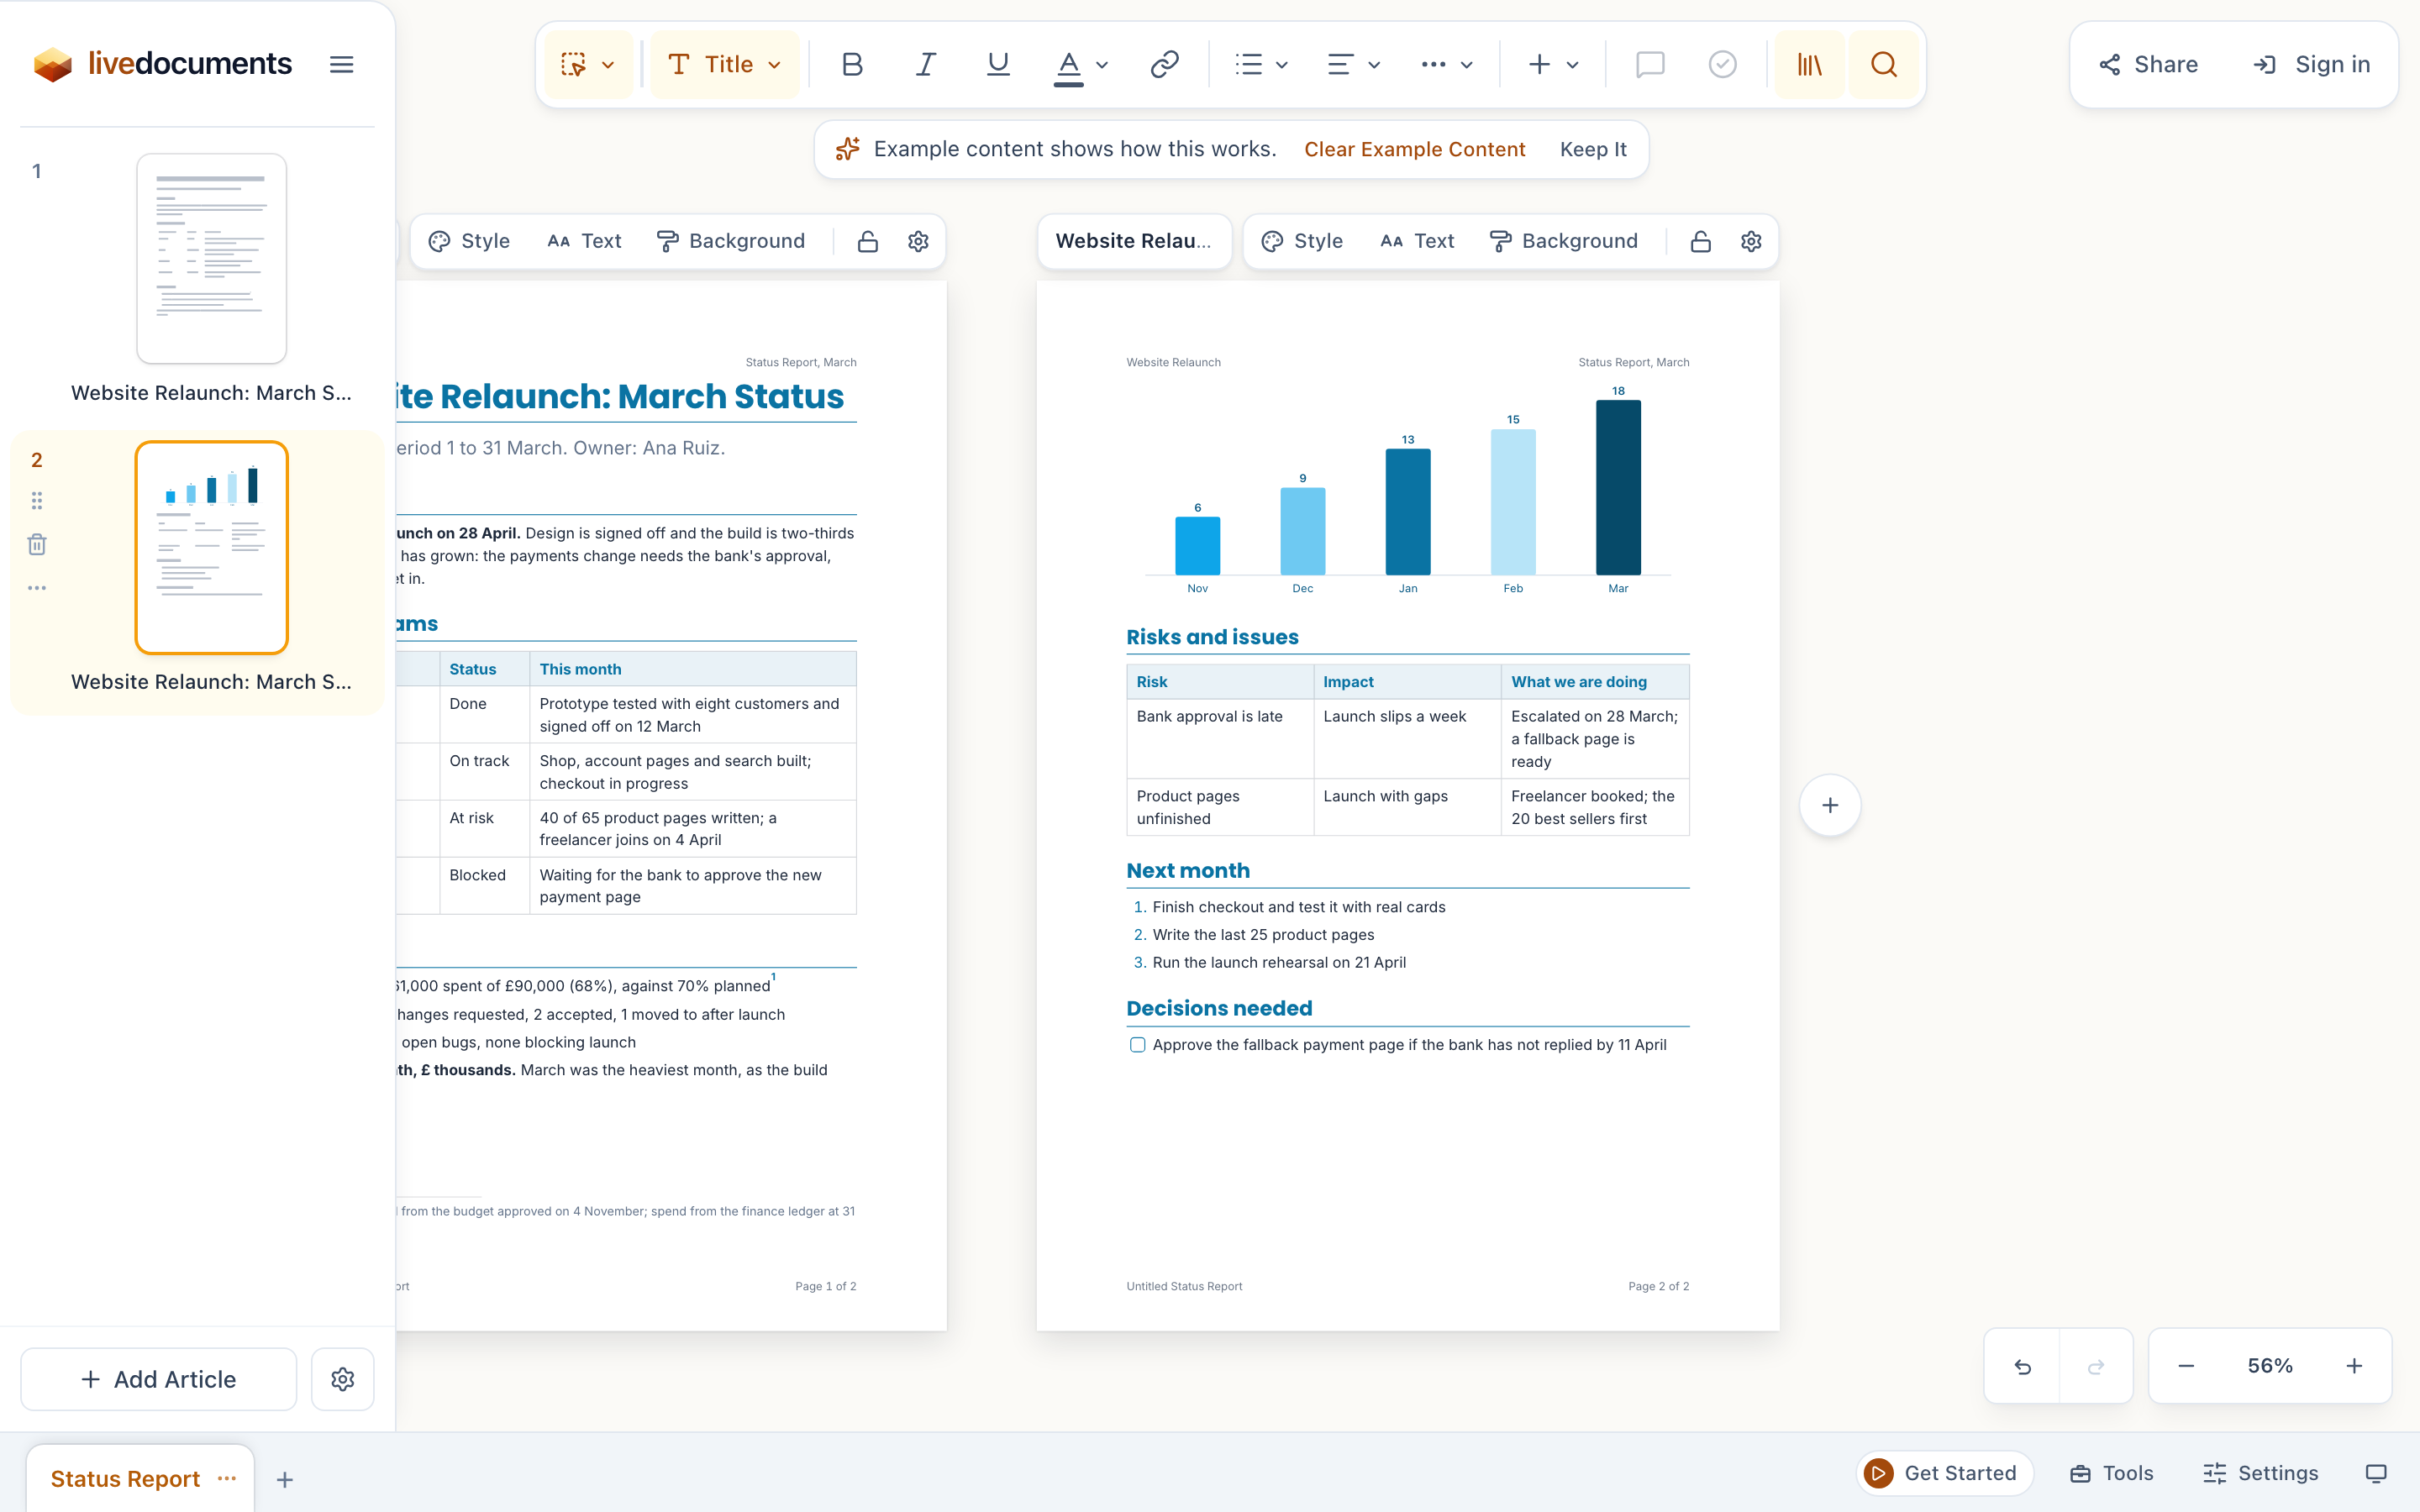 livedocuments
Title
Share
Sign in
Example content shows how this works. Clear Example Content Keep It
1
Website Relaunch: March S...
2
Website Relaunch: March S...
Add Article
Style Text Background
Status Report, March
te Relaunch: March Status
eriod 1 to 31 March. Owner: Ana Ruiz.
unch on 28 April. Design is signed off and the build is two-thirds
has grown: the payments change needs the bank's approval,
et in.
ams
Status This month
Done Prototype tested with eight customers and
signed off on 12 March
On track Shop, account pages and search built;
checkout in progress
At risk 40 of 65 product pages written; a
freelancer joins on 4 April
Blocked Waiting for the bank to approve the new
payment page
61,000 spent of £90,000 (68%), against 70% planned1
hanges requested, 2 accepted, 1 moved to after launch
open bugs, none blocking launch
th, £ thousands. March was the heaviest month, as the build
from the budget approved on 4 November; spend from the finance ledger at 31
ort Page 1 of 2
Website Relau...
Style Text Background
Website Relaunch Status Report, March
6 9 13 15 18
Nov Dec Jan Feb Mar
Risks and issues
Risk Impact What we are doing
Bank approval is late Launch slips a week Escalated on 28 March;
a fallback page is
ready
Product pages Launch with gaps Freelancer booked; the
unfinished 20 best sellers first
Next month
1. Finish checkout and test it with real cards
2. Write the last 25 product pages
3. Run the launch rehearsal on 21 April
Decisions needed
Approve the fallback payment page if the bank has not replied by 11 April
Untitled Status Report Page 2 of 2
56%
Status Report
Get Started
Tools
Settings